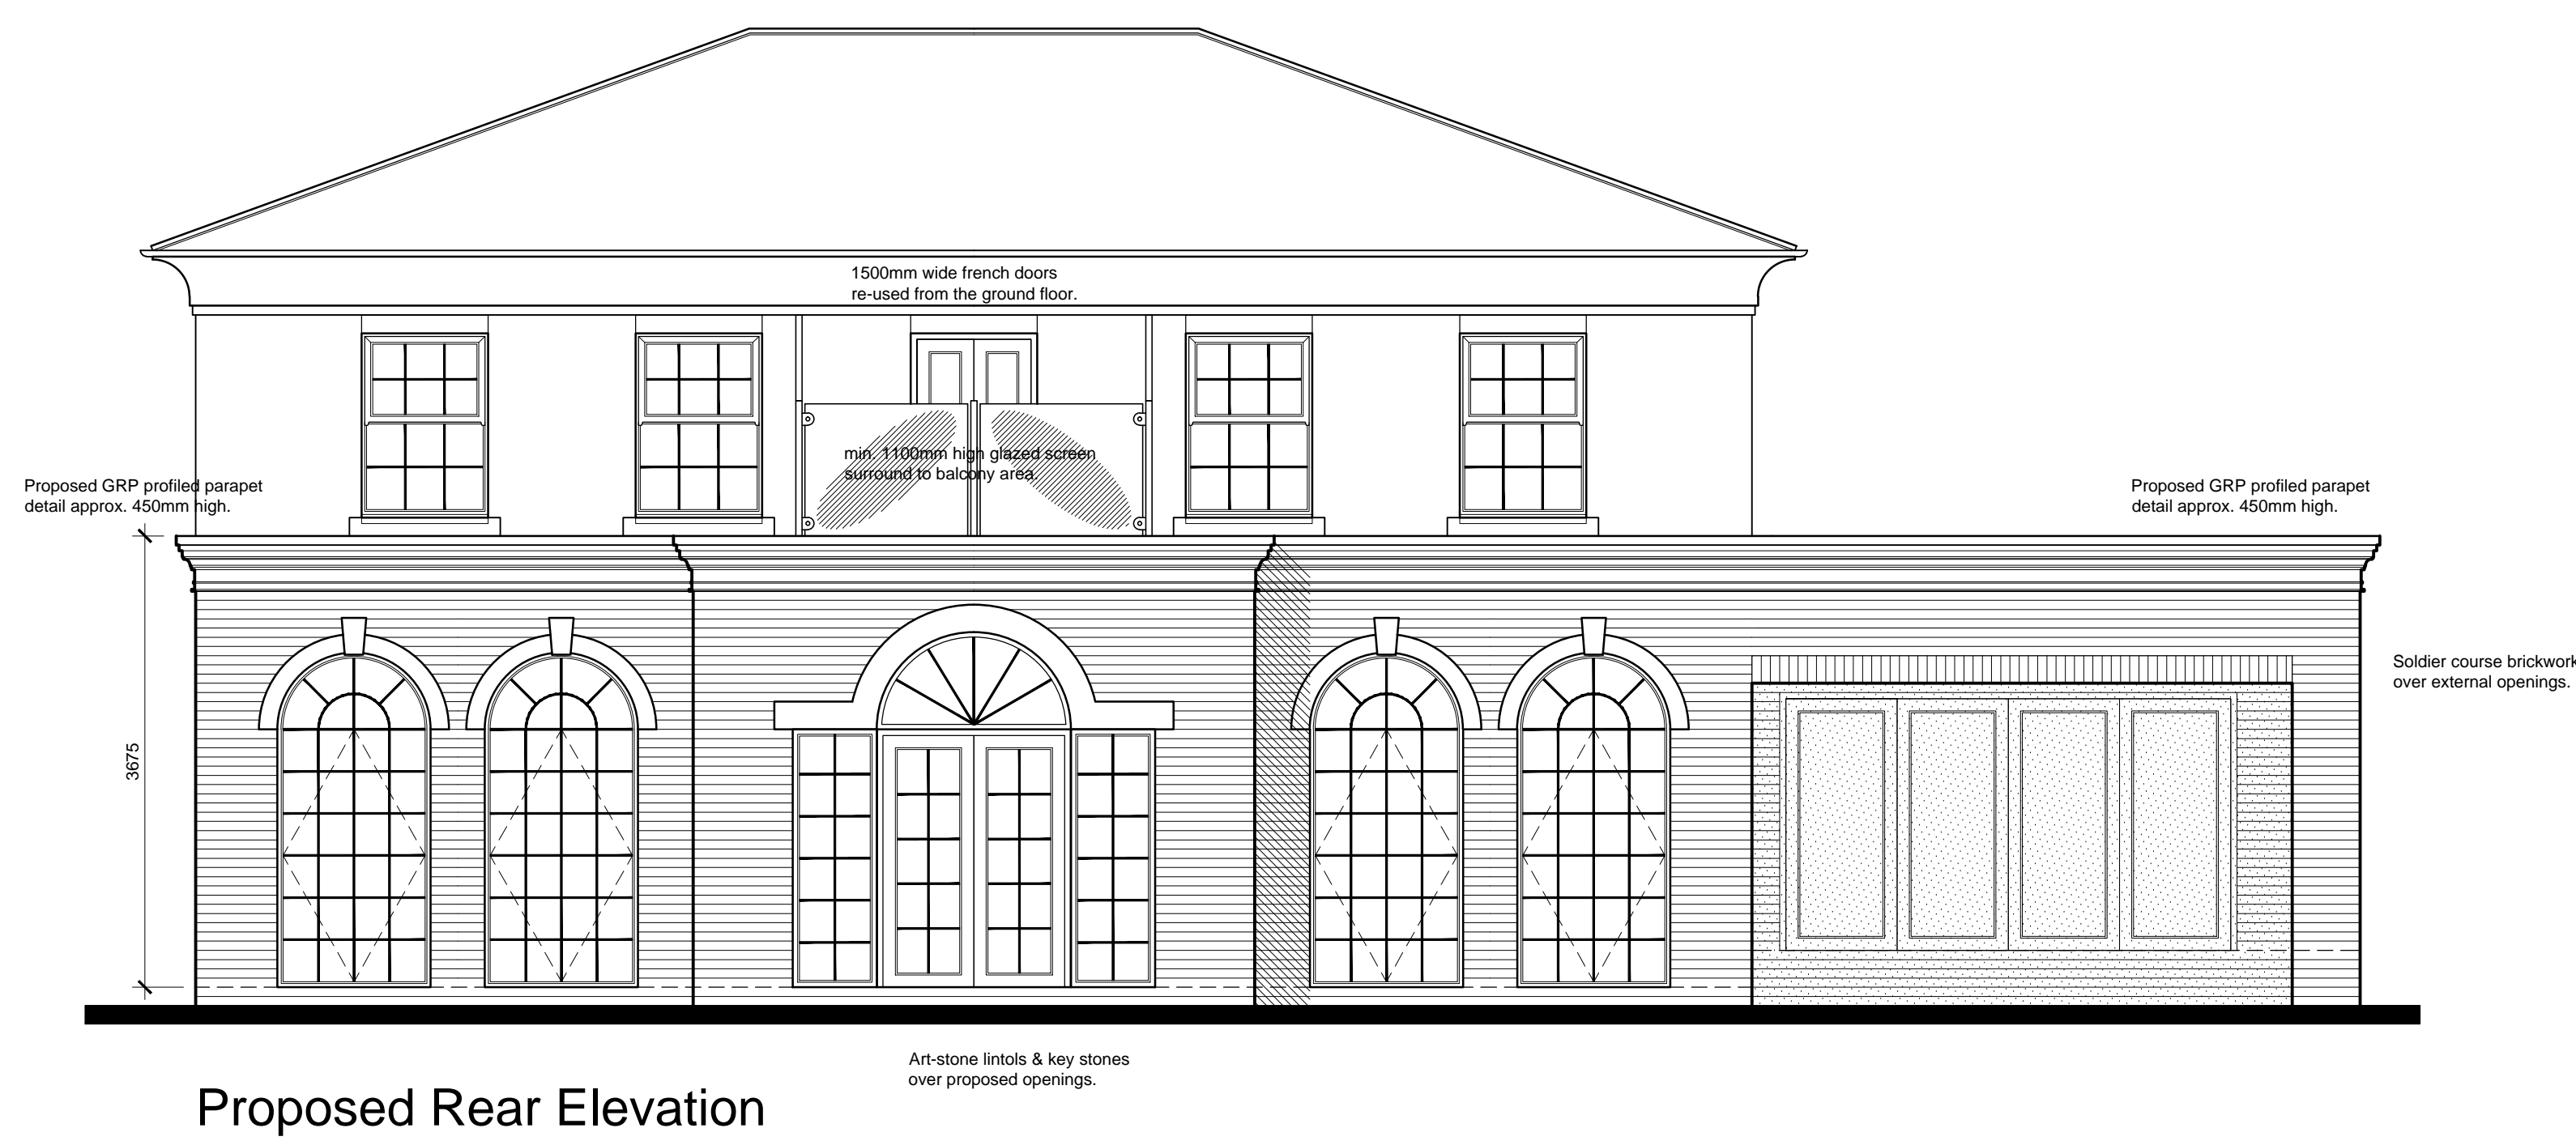 1500mm wide french doors
re-used from the ground floor.
min. 1100mm high glazed screen
surround to balcony area.
Proposed GRP profiled parapet
detail approx. 450mm high.
Proposed GRP profiled parapet
detail approx. 450mm high.
Soldier course brickwork
over external openings.
3675
Art-stone lintols & key stones
over proposed openings.
Proposed Rear Elevation